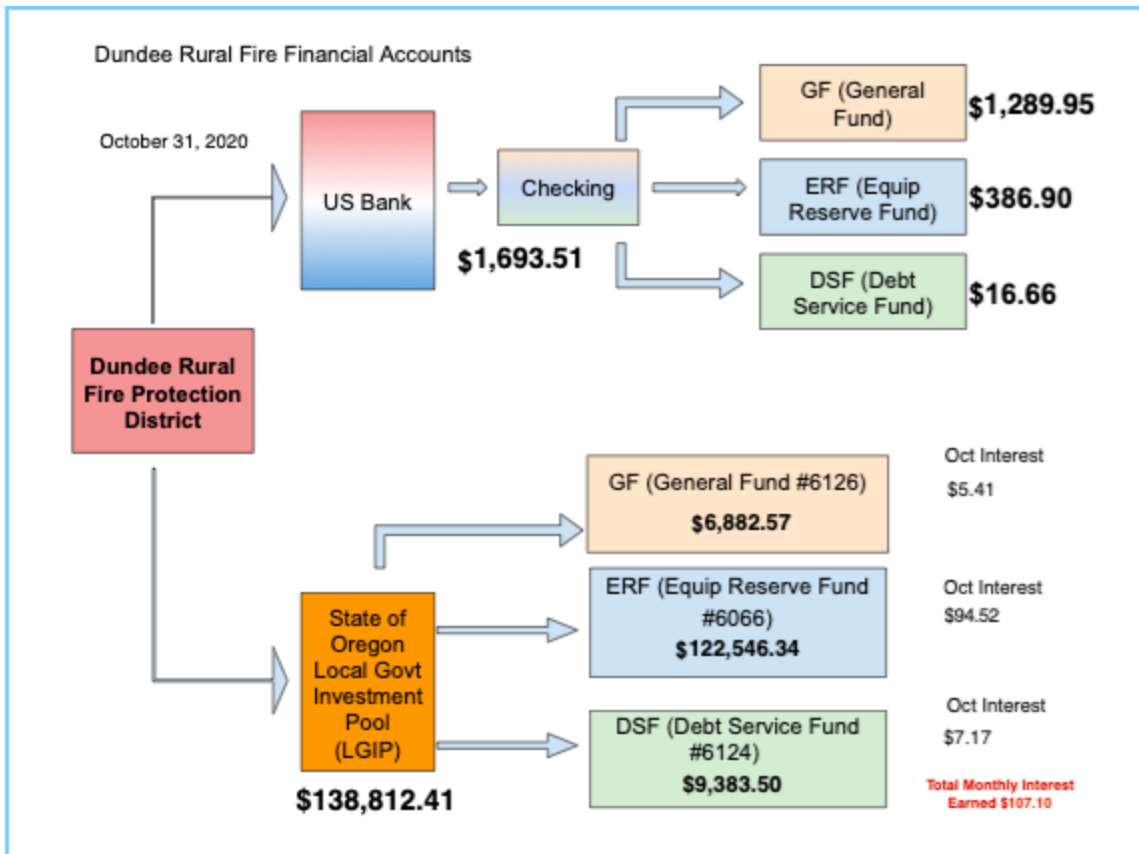 Dundee Rural Fire Financial Accounts
October 31, 2020
US Bank
Checking
$1,693.51
GF (General
Fund)
$1,289.95
ERF (Equip
Reserve Fund)
$386.90
DSF (Debt
Service Fund)
$16.66
Dundee Rural
Fire Protection
District
State of
Oregon
Local Govt
Investment
Pool
(LGIP)
$138,812.41
GF (General Fund #6126)
$6,882.57
Oct Interest
$5.41
ERF (Equip Reserve Fund
#6066)
$122,546.34
Oct Interest
$94.52
DSF (Debt Service Fund
#6124)
$9,383.50
Oct Interest
$7.17
Total Monthly Interest
Earned $107.10